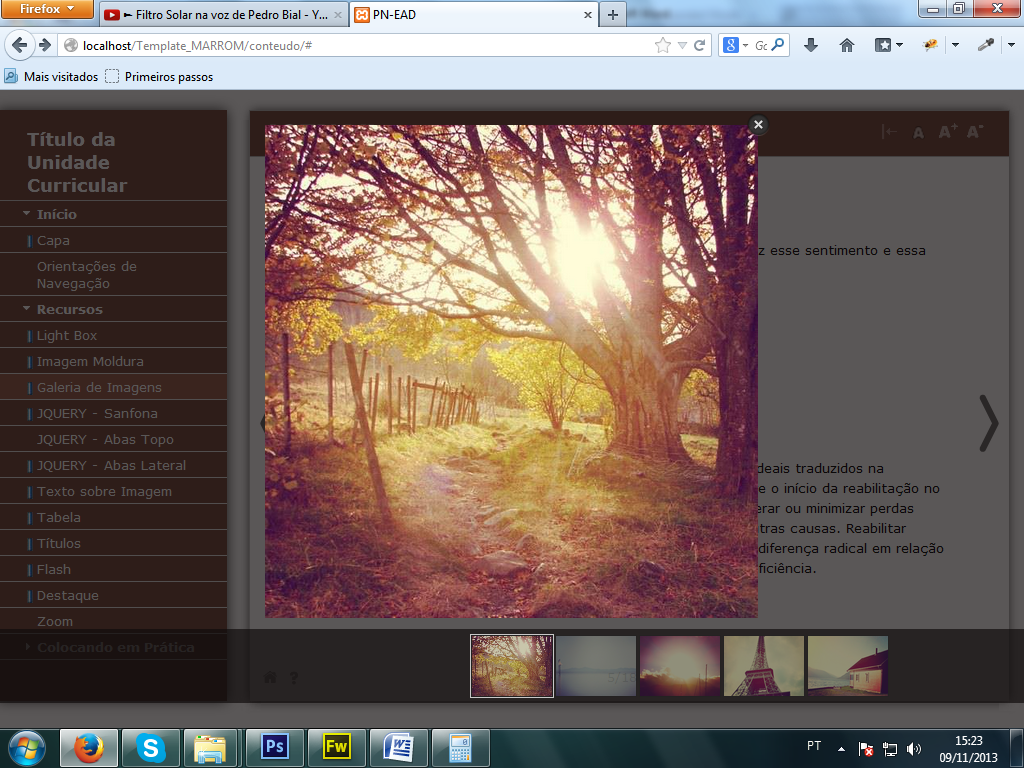 Firefox
► Filtro Solar na voz de Pedro Bial - Y...
PN-EAD
localhost/Template_MARROM/conteudo/#
Mais visitados
Primeiros passos
Título da
Unidade
Curricular
Início
Capa
Orientações de
Navegação
Recursos
Light Box
Imagem Moldura
Galeria de Imagens
JQUERY - Sanfona
JQUERY - Abas Topo
JQUERY - Abas Lateral
Texto sobre Imagem
Tabela
Títulos
Flash
Destaque
Zoom
Colocando em Prática
A A+ A-
z esse sentimento e essa
deais traduzidos na
e o início da reabilitação no
erar ou minimizar perdas
tras causas. Reabilitar
diferença radical em relação
ficiência.
?
Ps
Fw
PT
15:23
09/11/2013